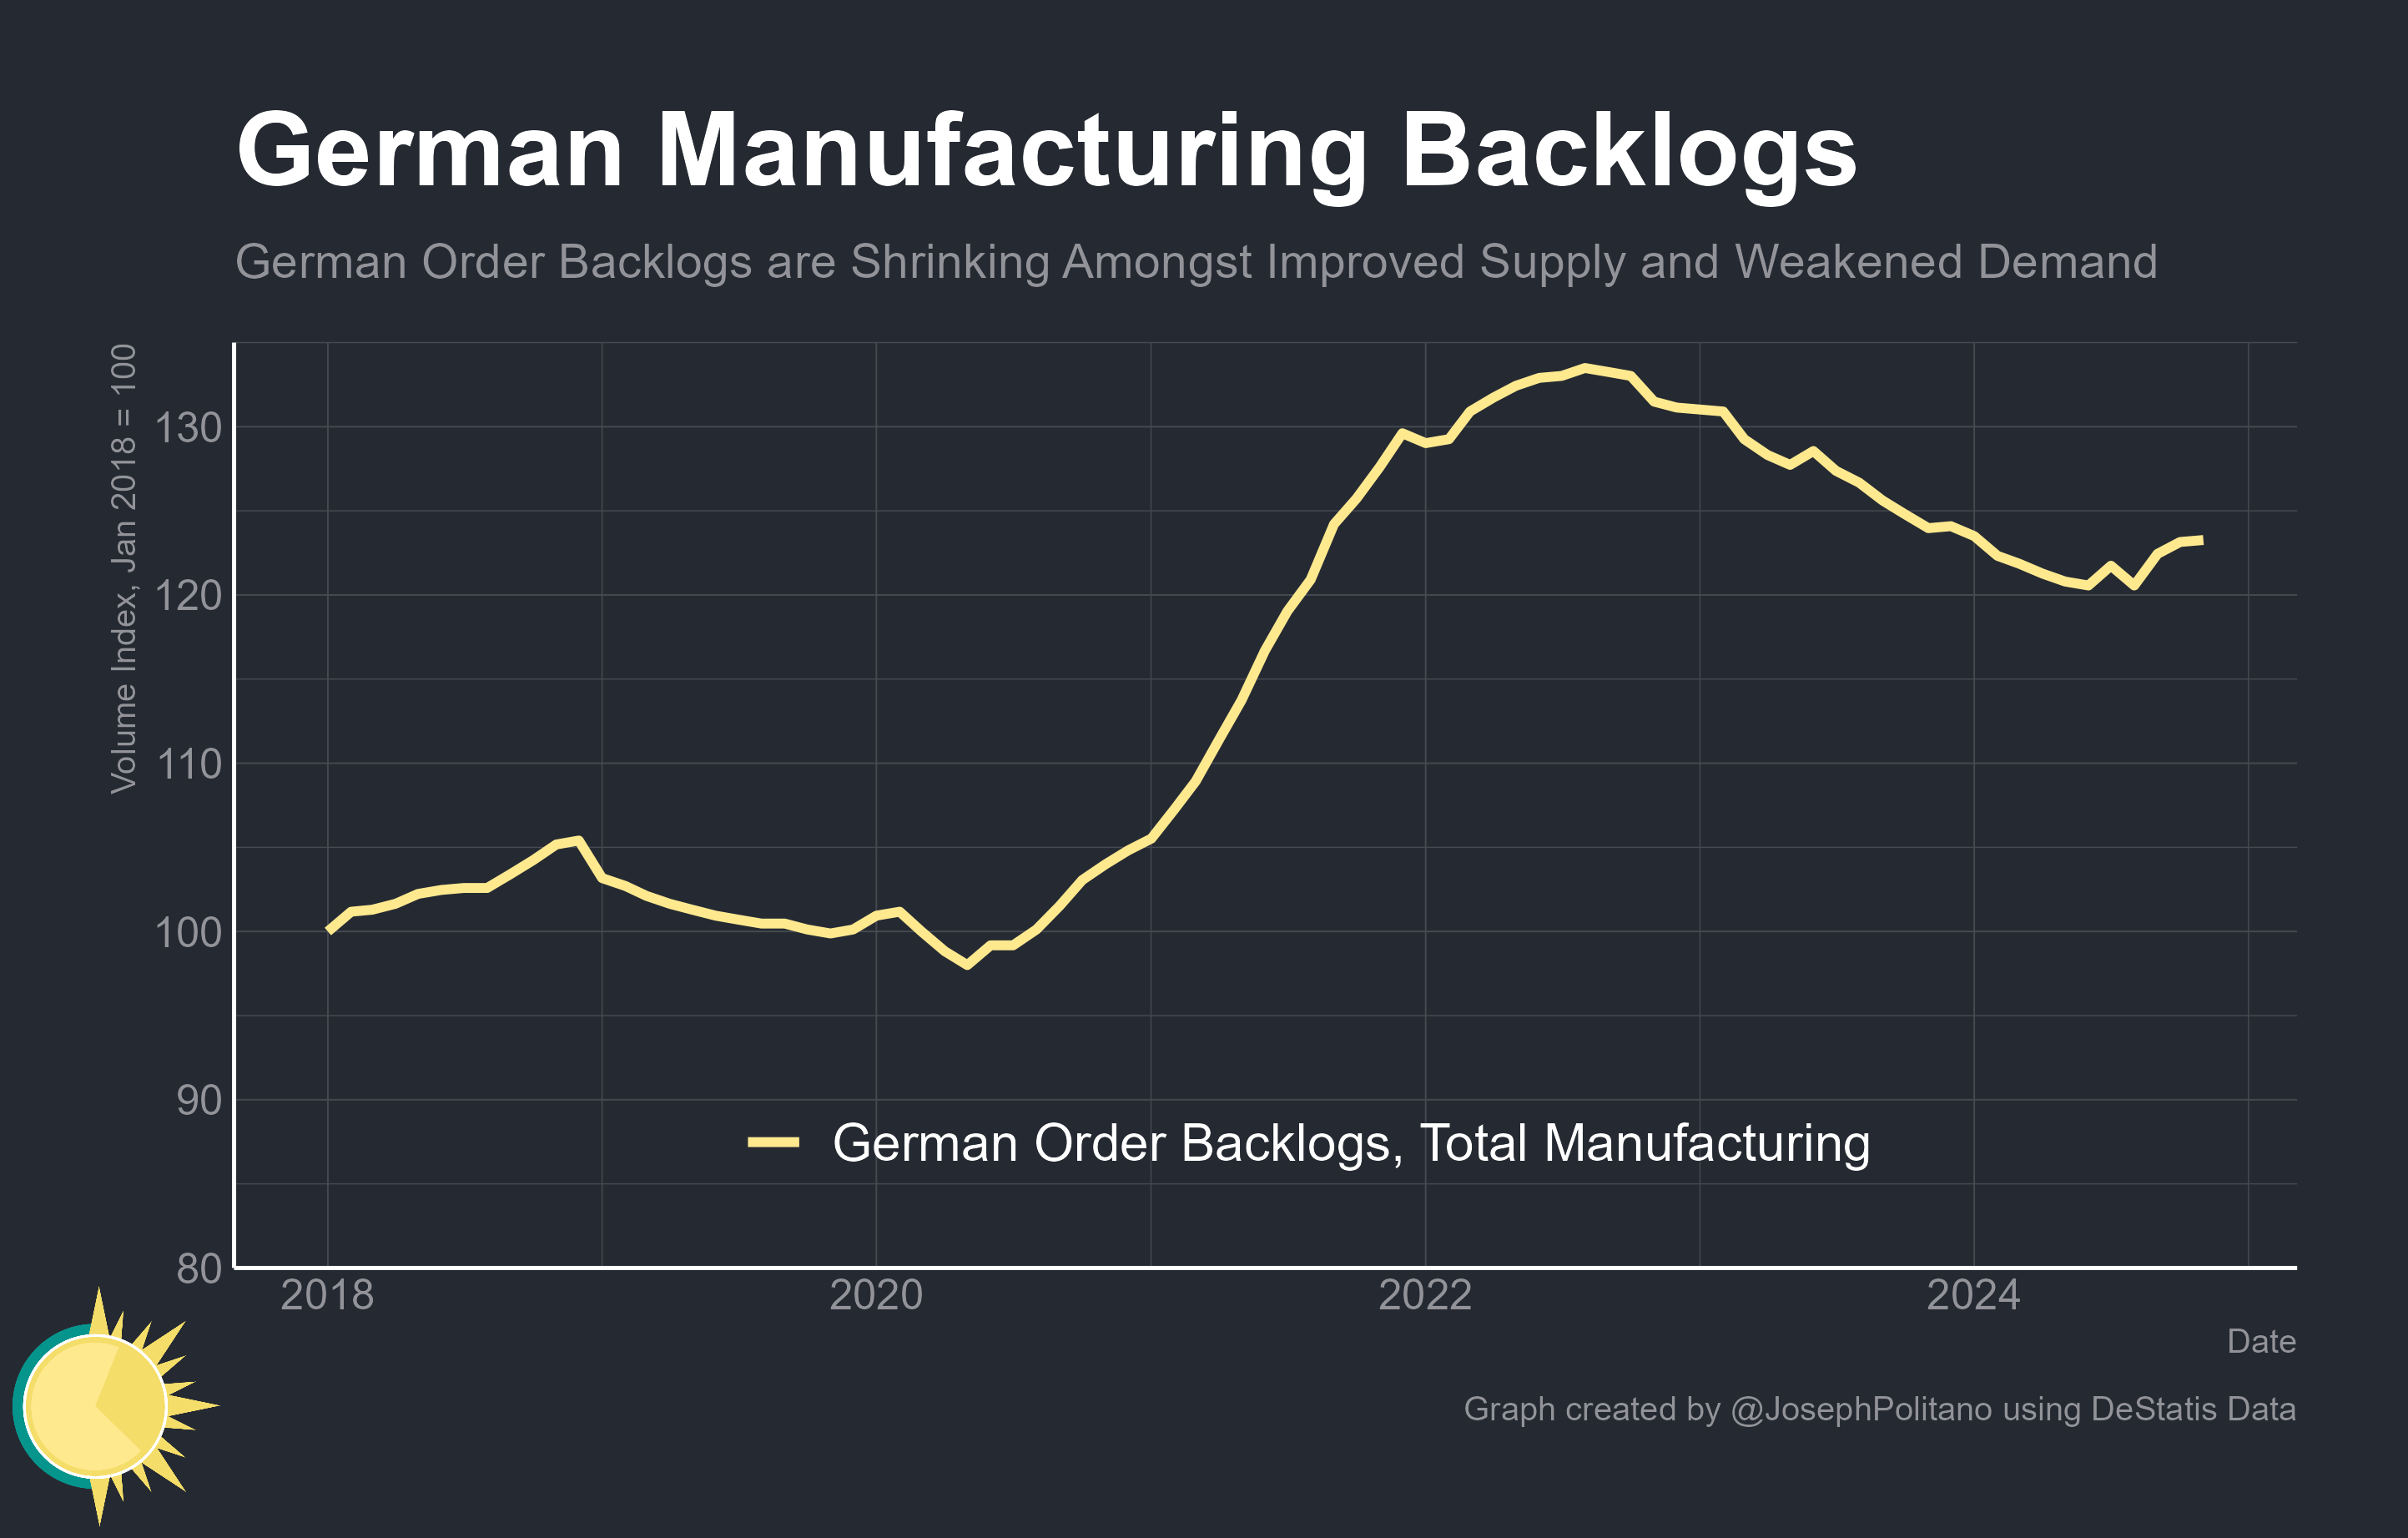 German Manufacturing Backlogs
German Order Backlogs are Shrinking Amongst Improved Supply and Weakened Demand
Volume Index, Jan 2018 = 100
130
120
110
100
90
80
German Order Backlogs, Total Manufacturing
2018
2020
2022
2024
Date
Graph created by @JosephPolitano using DeStatis Data